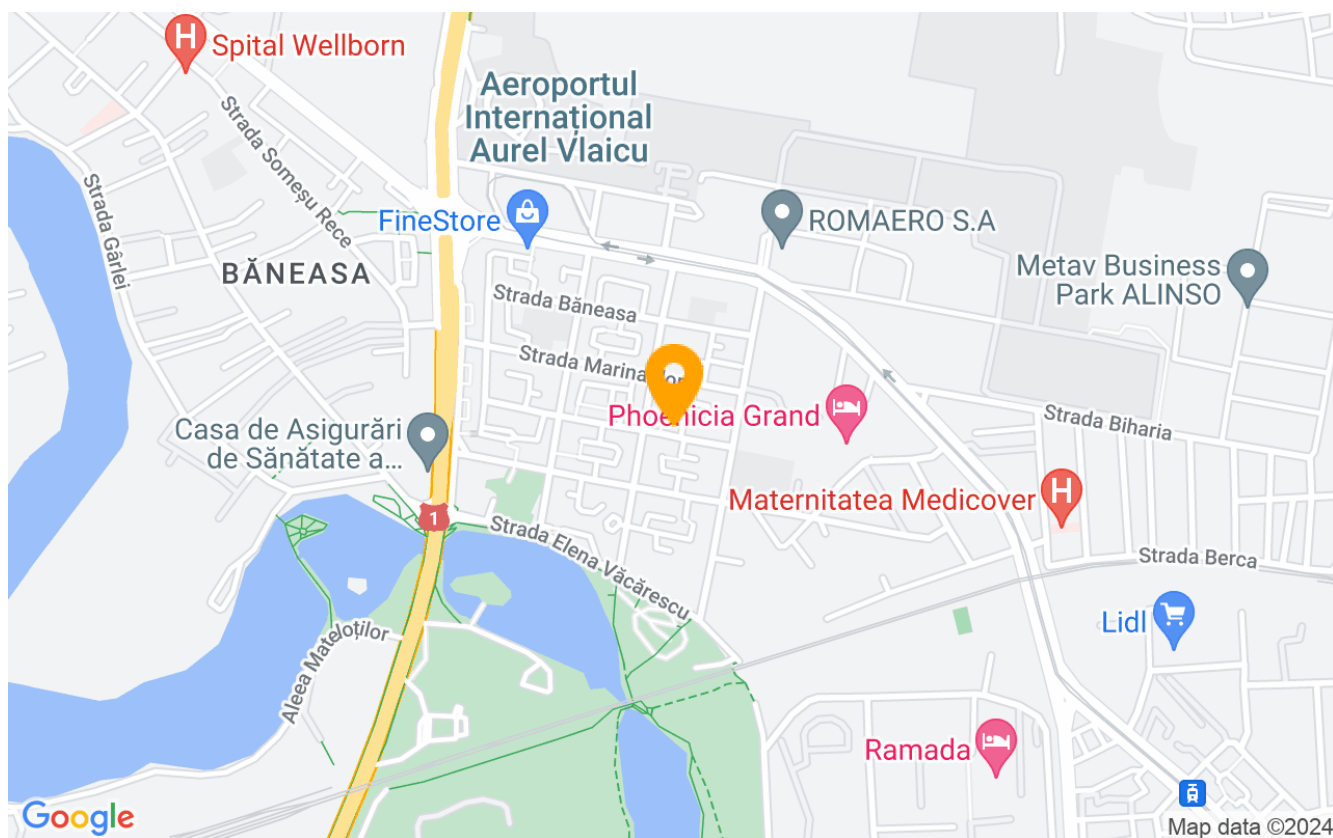 Spital Wellborn
Aeroportul
Internațional
Aurel Vlaicu
Strada Someșu Rece
Strada Gârlei
FineStore
ROMAERO S.A
BĂNEASA
Metav Business
Park ALINSO
Strada Băneasa
Strada Marina
Phoenicia Grand
Strada Biharia
Casa de Asigurări
de Sănătate a...
Maternitatea Medicover
1
Strada Elena Văcărescu
Strada Berca
Lidl
Aleea Mateloților
Ramada
Google
Map data ©2024